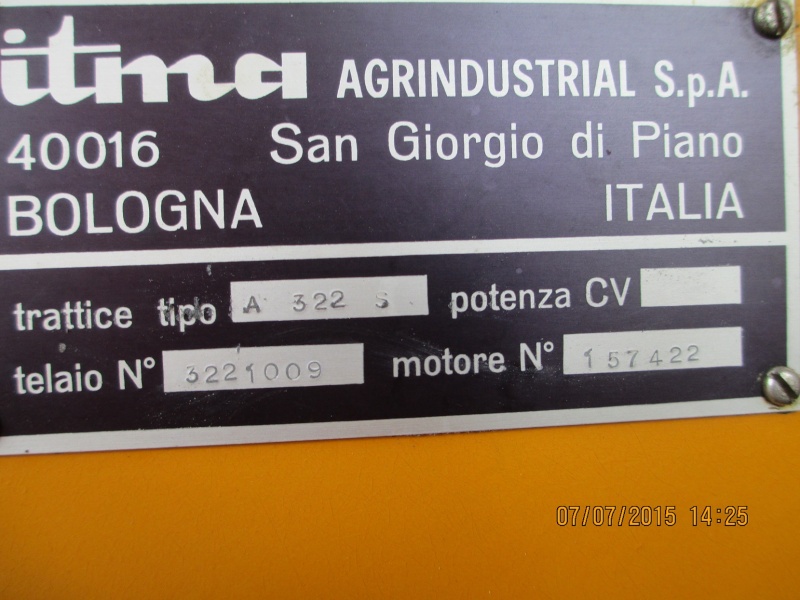 itma AGRINDUSTRIAL S.p.A.
40016 San Giorgio di Piano
BOLOGNA ITALIA
trattice tipo A 322 S potenza CV
telaio N° 3221009 motore N° 157422
07/07/2015 14:25